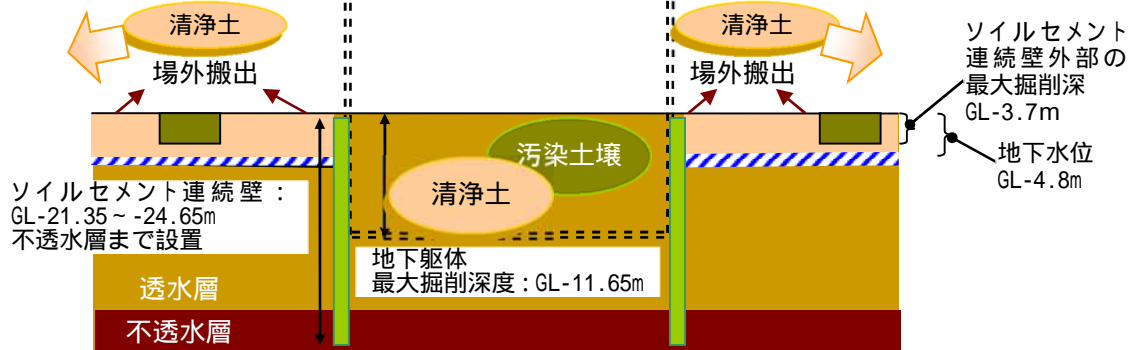 清浄土
清浄土
場外搬出
場外搬出
ソイルセメント
連続壁外部の
最大掘削深
GL-3.7m
地下水位
GL-4.8m
汚染土壌
清浄土
ソイルセメント連続壁：
GL-21.35～-24.65m
不透水層まで設置
地下躯体
最大掘削深度：GL-11.65m
透水層
不透水層